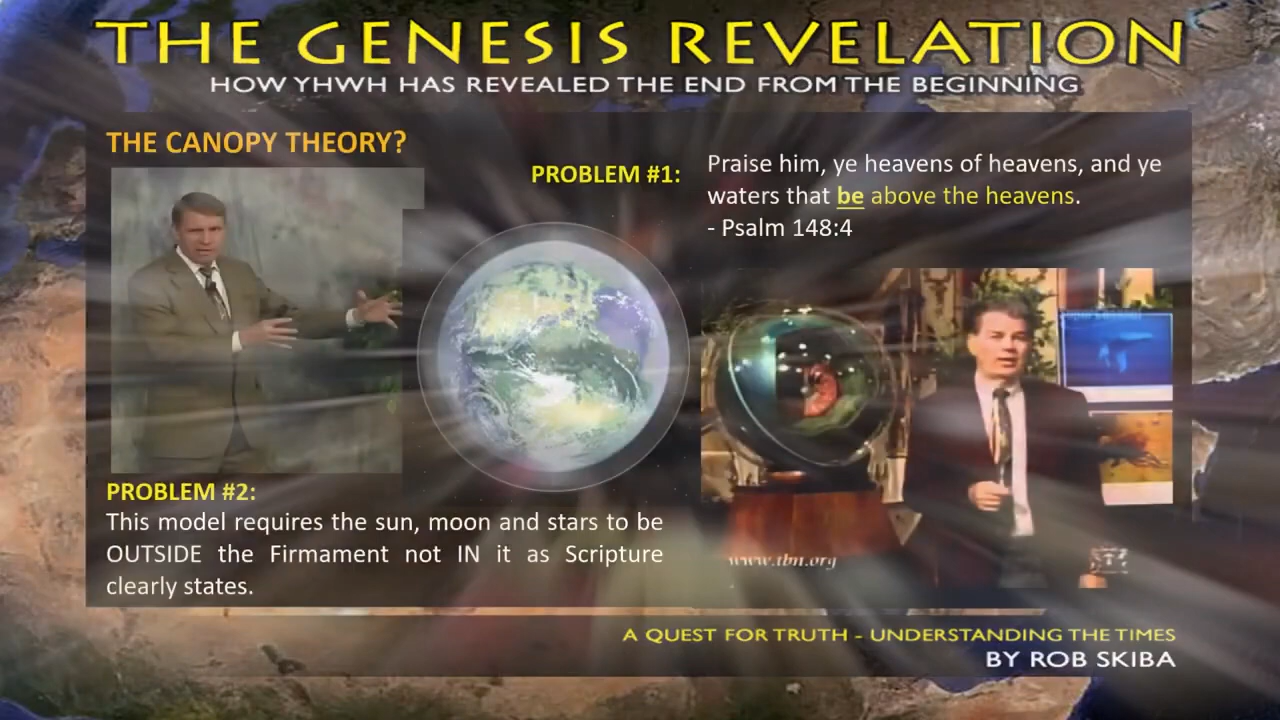 THE GENESIS REVELATION
HOW YHWH HAS REVEALED THE END FROM THE BEGINNING
THE CANOPY THEORY?
PROBLEM #1:
Praise him, ye heavens of heavens, and ye
waters that be above the heavens.
- Psalm 148:4
PROBLEM #2:
This model requires the sun, moon and stars to be
OUTSIDE the Firmament not IN it as Scripture
clearly states.
www.tbn.org
A QUEST FOR TRUTH - UNDERSTANDING THE TIMES
BY ROB SKIBA